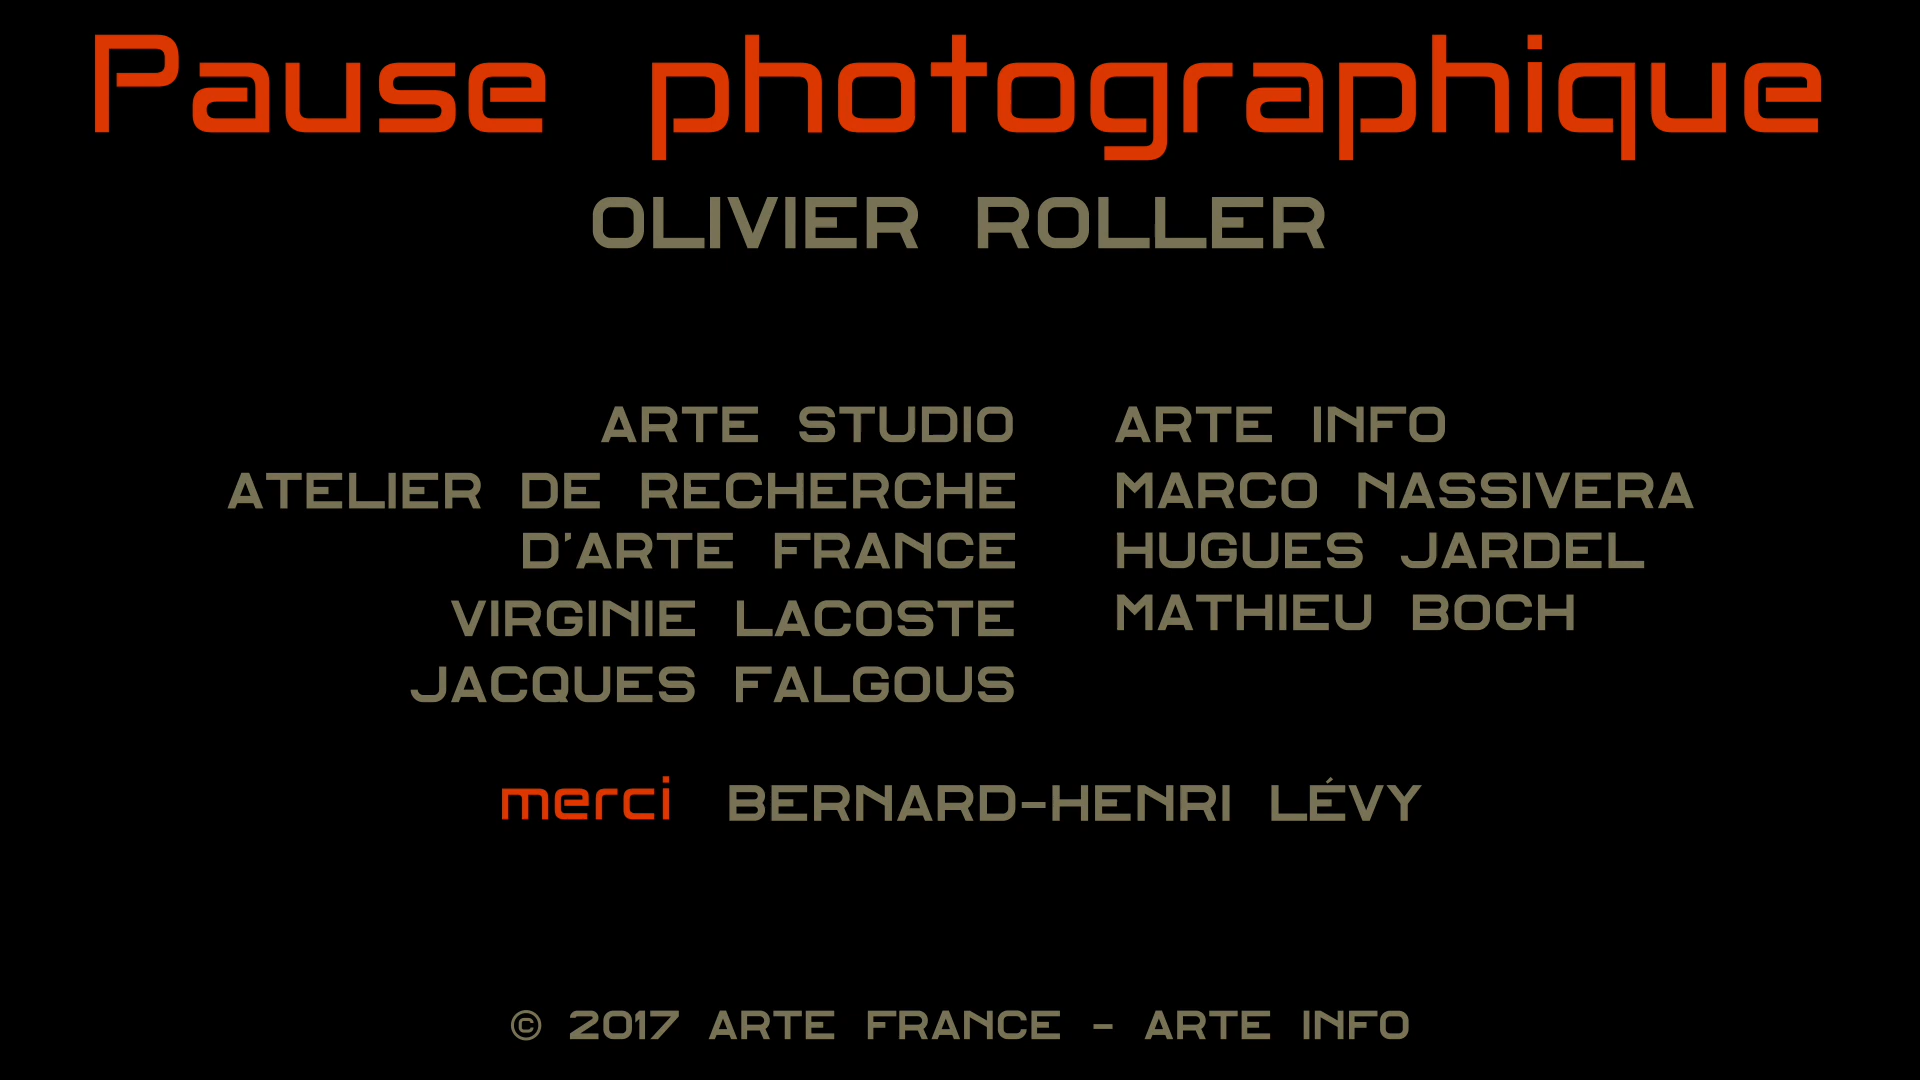 Pause photographique
OLIVIER ROLLER
ARTE STUDIO
ATELIER DE RECHERCHE
D'ARTE FRANCE
VIRGINIE LACOSTE
JACQUES FALGOUS
ARTE INFO
MARCO NASSIVERA
HUGUES JARDEL
MATHIEU BOCH
merci BERNARD-HENRI LÉVY
© 2017 ARTE FRANCE - ARTE INFO